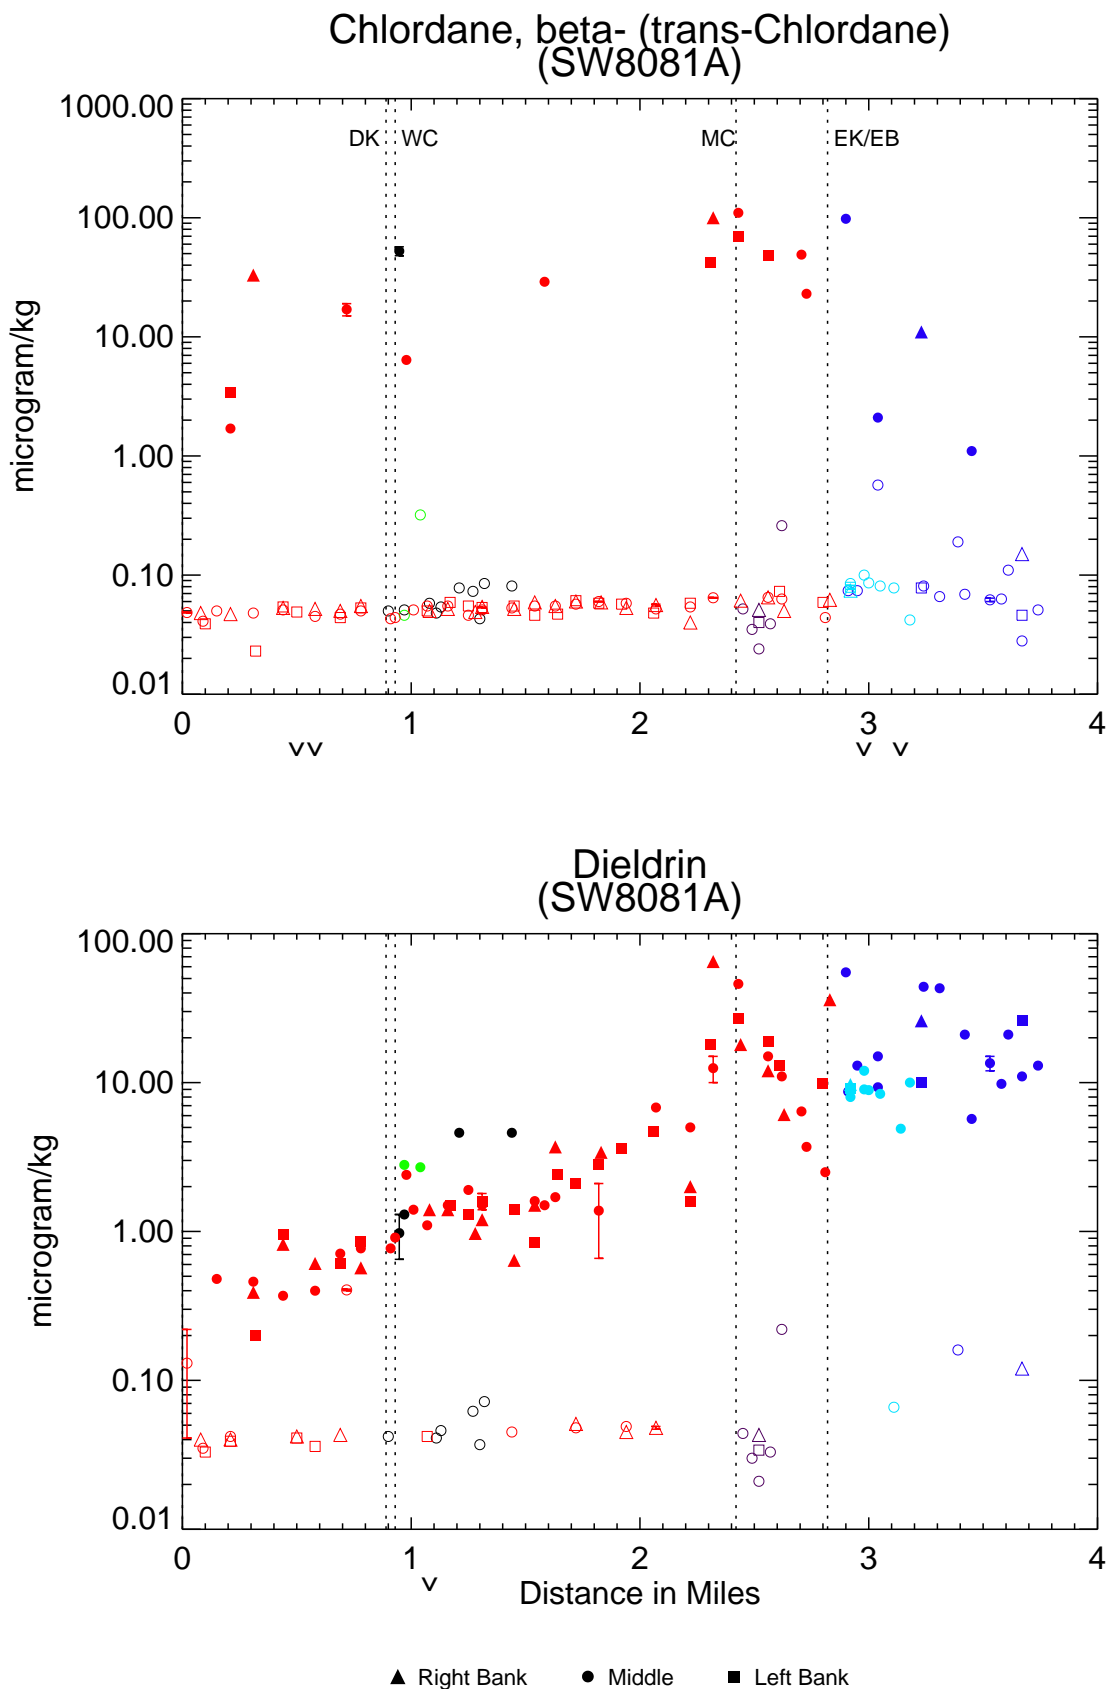 Chlordane, beta- (trans-Chlordane)
(SW8081A)
1000.00
DK WC MC EK/EB
100.00
10.00
1.00
0.10
0.01
microgram/kg
0 1 2 3 4
Dieldrin
(SW8081A)
100.00
10.00
1.00
0.10
0.01
microgram/kg
0 1 2 3 4
Distance in Miles
Right Bank Middle Left Bank